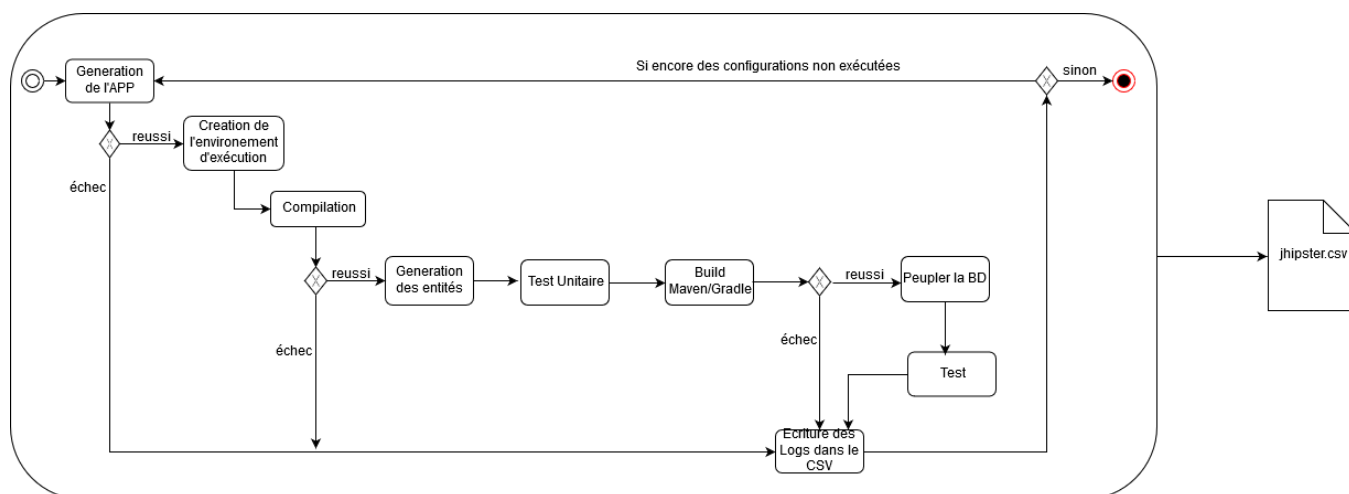 Si encore des configurations non exécutées
sinon
Generation
de l'APP
reussi
Creation de
l'environement
d'exécution
échec
Compilation
reussi
Generation
des entités
Test Unitaire
Build
Maven/Gradle
reussi
Peupler la BD
échec
échec
Test
Ecriture des
Logs dans le
CSV
jhipster.csv